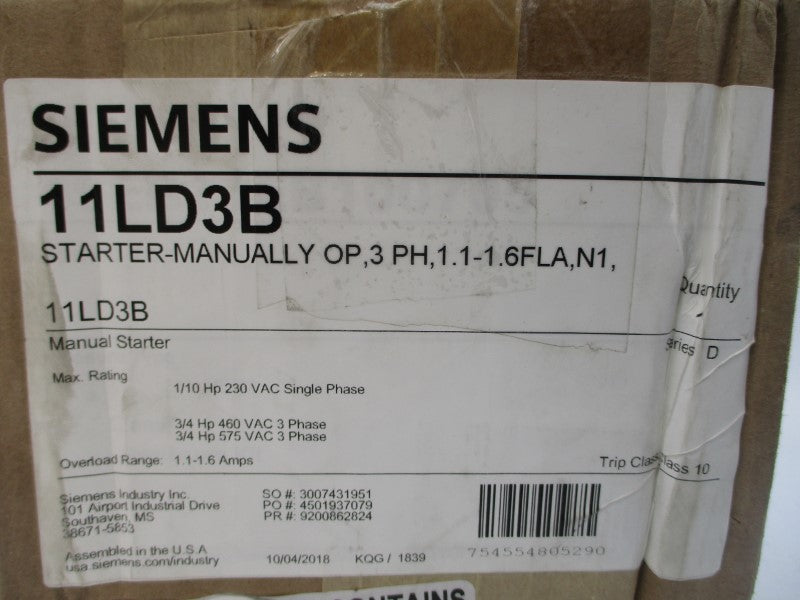 SIEMENS
11LD3B
STARTER-MANUALLY OP,3 PH,1.1-1.6FLA,N1,
Quantity
11LD3B
Manual Starter
D
Max. Rating
1/10 Hp 230 VAC Single Phase
3/4 Hp 460 VAC 3 Phase
3/4 Hp 575 VAC 3 Phase
Overload Range: 1.1-1.6 Amps
Trip Class 10
Siemens Industry Inc.
101 Airport Industrial Drive
Southaven, MS
38671-5853
SO #: 3007431951
PO #: 4501937079
PR #: 9200862824
Assembled in the U.S.A
usa.siemens.com/industry
10/04/2018 KQG / 1839
754554805290
CONTAINS